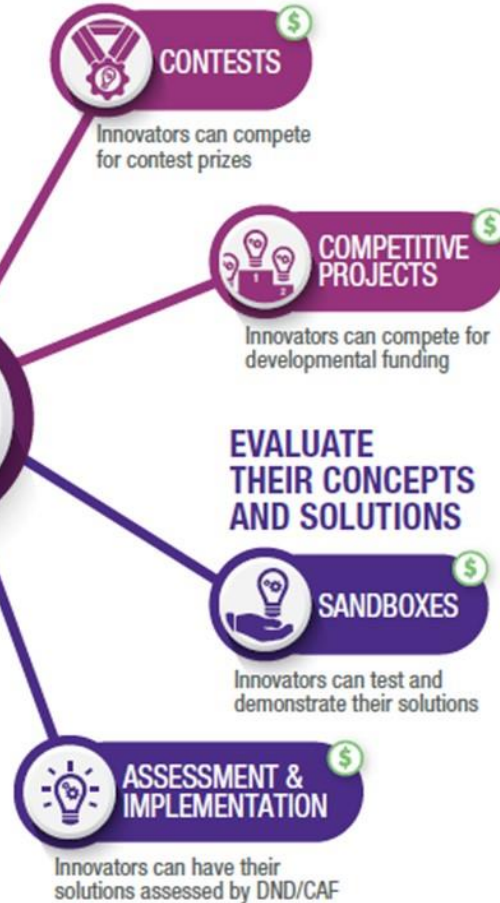 $
CONTESTS
Innovators can compete
for contest prizes
$
COMPETITIVE
PROJECTS
1
2
Innovators can compete for
developmental funding
EVALUATE
THEIR CONCEPTS
AND SOLUTIONS
$
SANDBOXES
Innovators can test and
demonstrate their solutions
$
ASSESSMENT &
IMPLEMENTATION
Innovators can have their
solutions assessed by DND/CAF